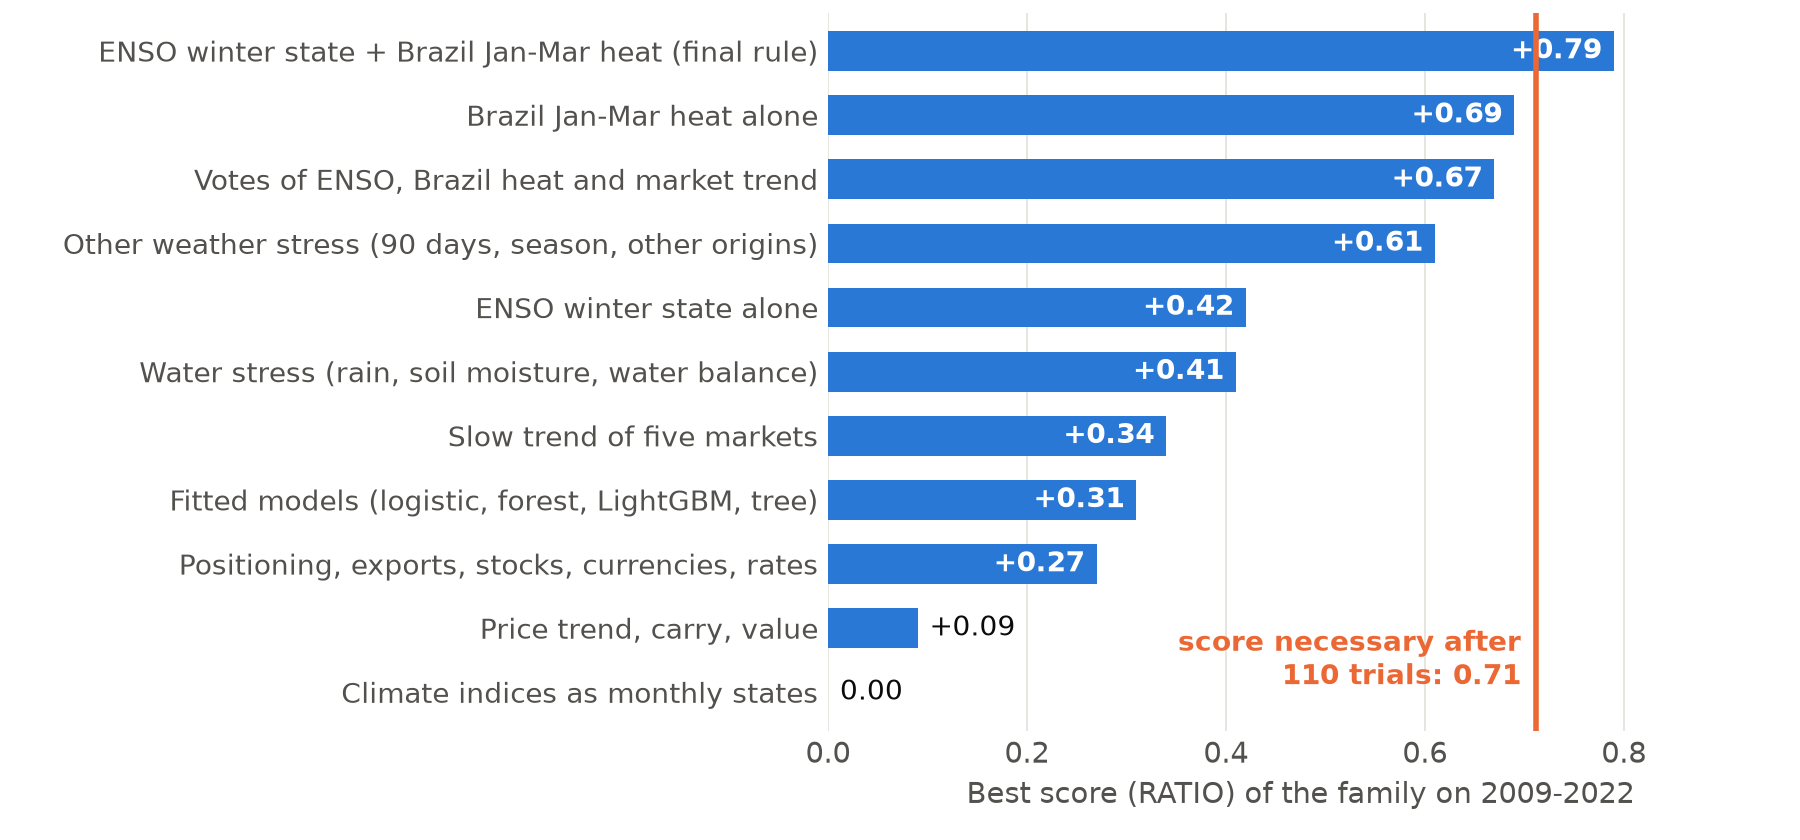 ENSO winter state + Brazil Jan-Mar heat (final rule) +0.79
Brazil Jan-Mar heat alone +0.69
Votes of ENSO, Brazil heat and market trend +0.67
Other weather stress (90 days, season, other origins) +0.61
ENSO winter state alone +0.42
Water stress (rain, soil moisture, water balance) +0.41
Slow trend of five markets +0.34
Fitted models (logistic, forest, LightGBM, tree) +0.31
Positioning, exports, stocks, currencies, rates +0.27
Price trend, carry, value +0.09
score necessary after
110 trials: 0.71
Climate indices as monthly states 0.00
0.0 0.2 0.4 0.6 0.8
Best score (RATIO) of the family on 2009-2022